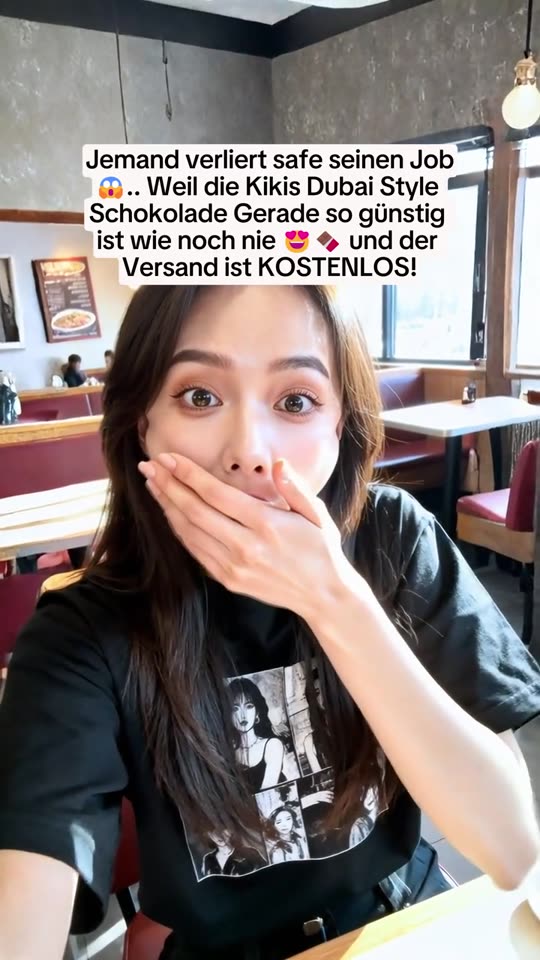 Jemand verliert safe seinen Job
😱.. Weil die Kikis Dubai Style
Schokolade Gerade so günstig
ist wie noch nie 😍🍫 und der
Versand ist KOSTENLOS!